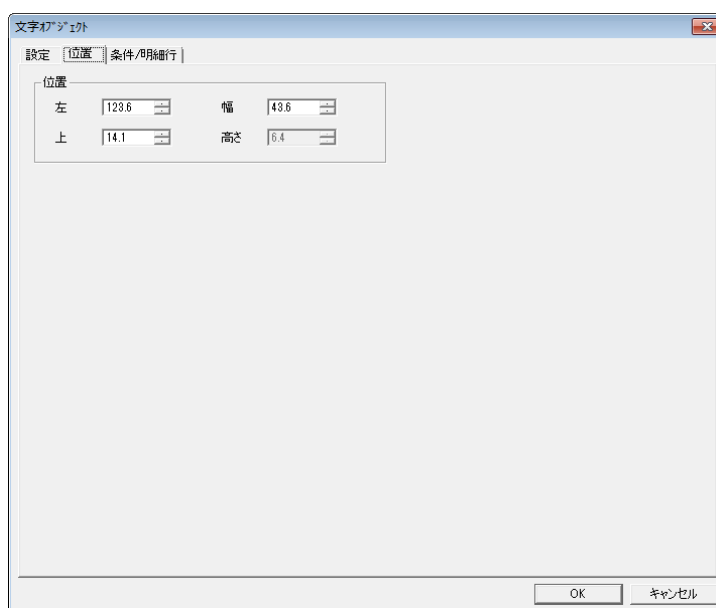 文字ｵﾌﾞｼﾞｪｸﾄ
設定 位置 条件/明細行
位置
左 123.6 幅 43.6
上 14.1 高さ 6.4
OK キャンセル